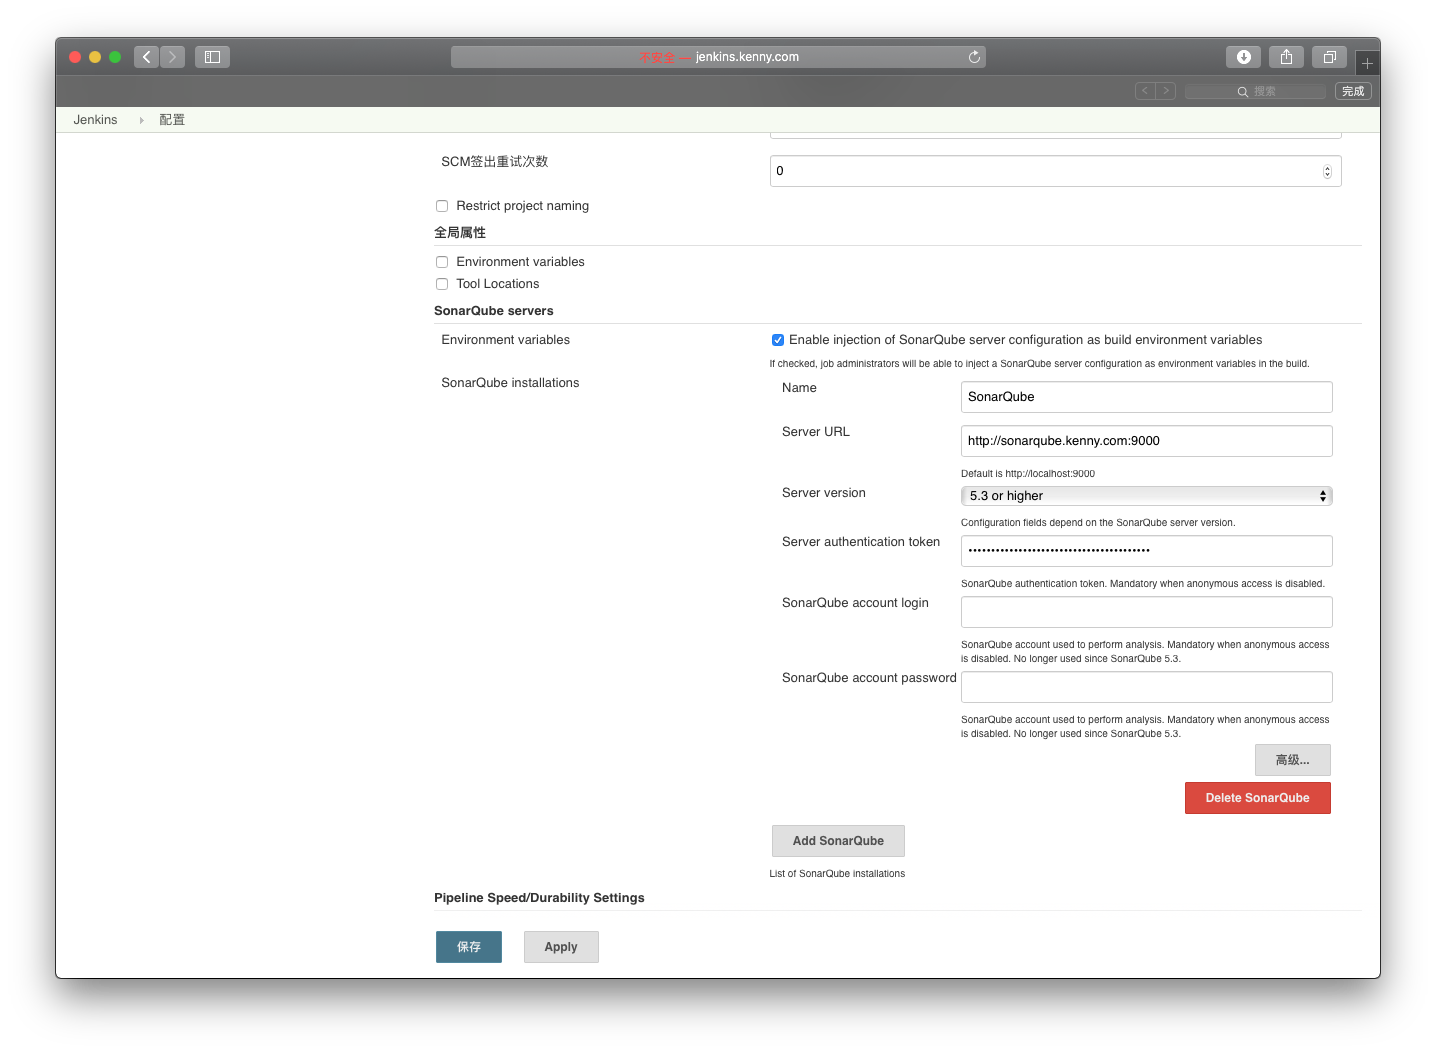 不安全 — jenkins.kenny.com
搜索
完成
Jenkins
配置
SCM签出重试次数
0
Restrict project naming
全局属性
Environment variables
Tool Locations
SonarQube servers
Environment variables
Enable injection of SonarQube server configuration as build environment variables
If checked, job administrators will be able to inject a SonarQube server configuration as environment variables in the build.
SonarQube installations
Name
SonarQube
Server URL
http://sonarqube.kenny.com:9000
Default is http://localhost:9000
Server version
5.3 or higher
Configuration fields depend on the SonarQube server version.
Server authentication token
••••••••••••••••••••••••••••••••••••••••
SonarQube authentication token. Mandatory when anonymous access is disabled.
SonarQube account login
SonarQube account used to perform analysis. Mandatory when anonymous access
is disabled. No longer used since SonarQube 5.3.
SonarQube account password
SonarQube account used to perform analysis. Mandatory when anonymous access
is disabled. No longer used since SonarQube 5.3.
高级...
Delete SonarQube
Add SonarQube
List of SonarQube installations
Pipeline Speed/Durability Settings
保存
Apply